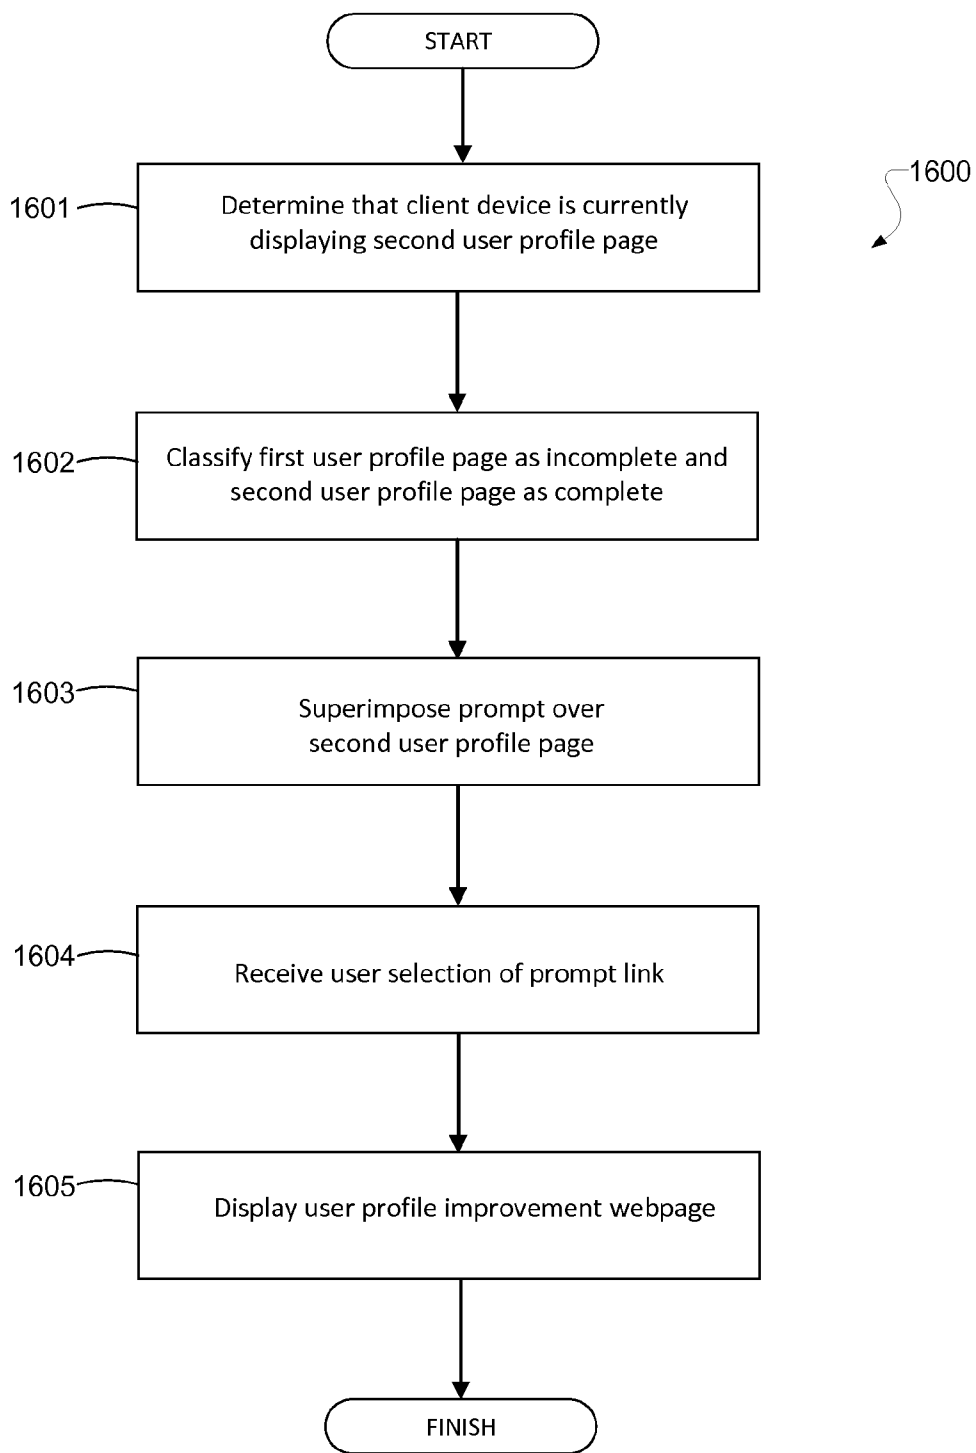 START
1600
1601
Determine that client device is currently
displaying second user profile page
1602
Classify first user profile page as incomplete and
second user profile page as complete
1603
Superimpose prompt over
second user profile page
1604
Receive user selection of prompt link
1605
Display user profile improvement webpage
FINISH